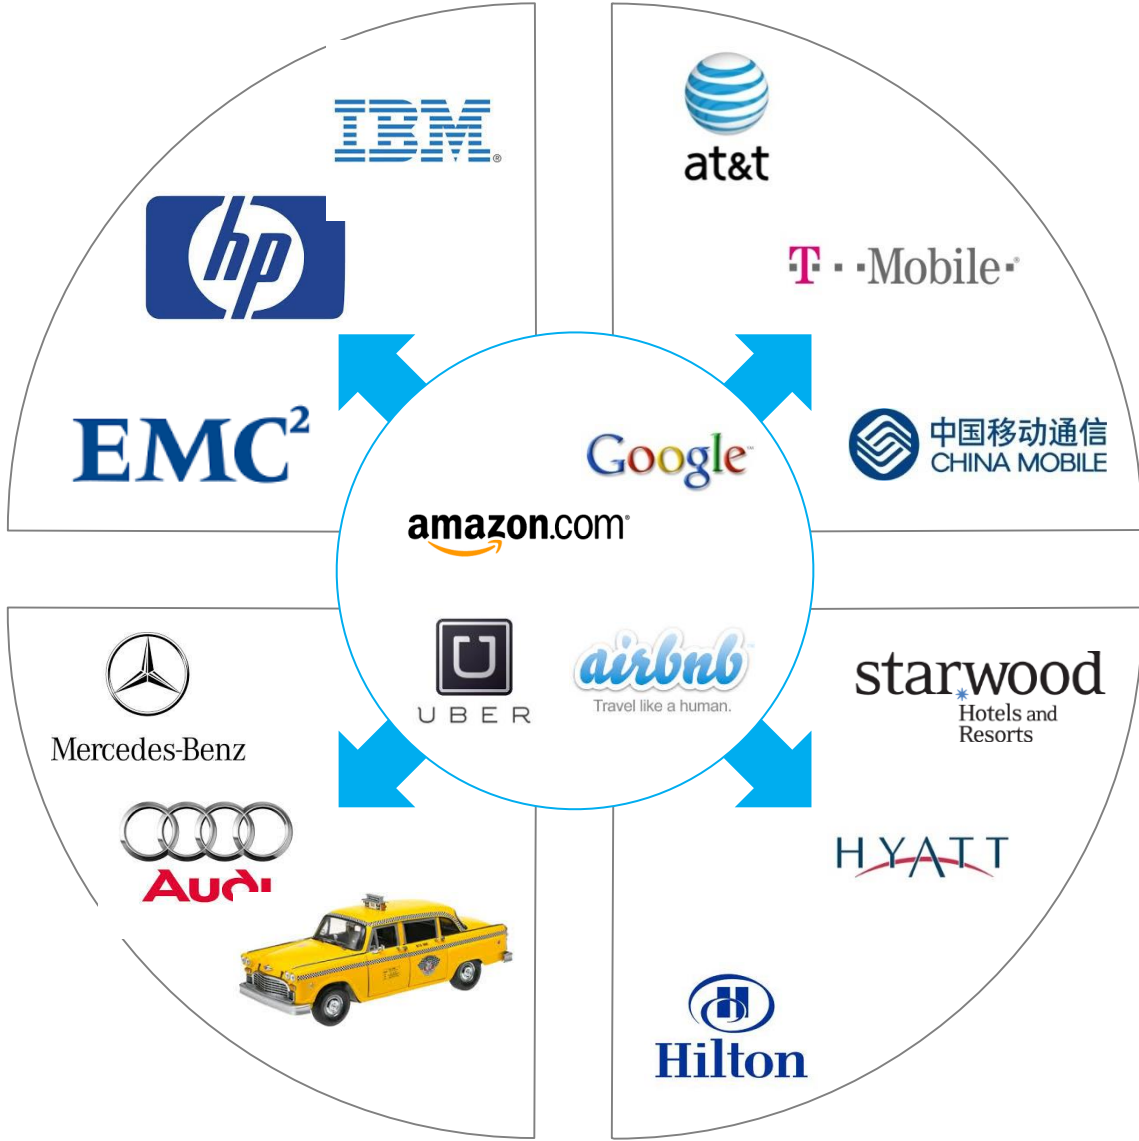 IBM®
at&t
hp
T··Mobile·®
EMC²
中国移动通信
CHINA MOBILE
Google™
amazon.com®
UBER
airbnb
Travel like a human.
starwood
Hotels and
Resorts
Mercedes-Benz
Audi
HYATT
H
Hilton